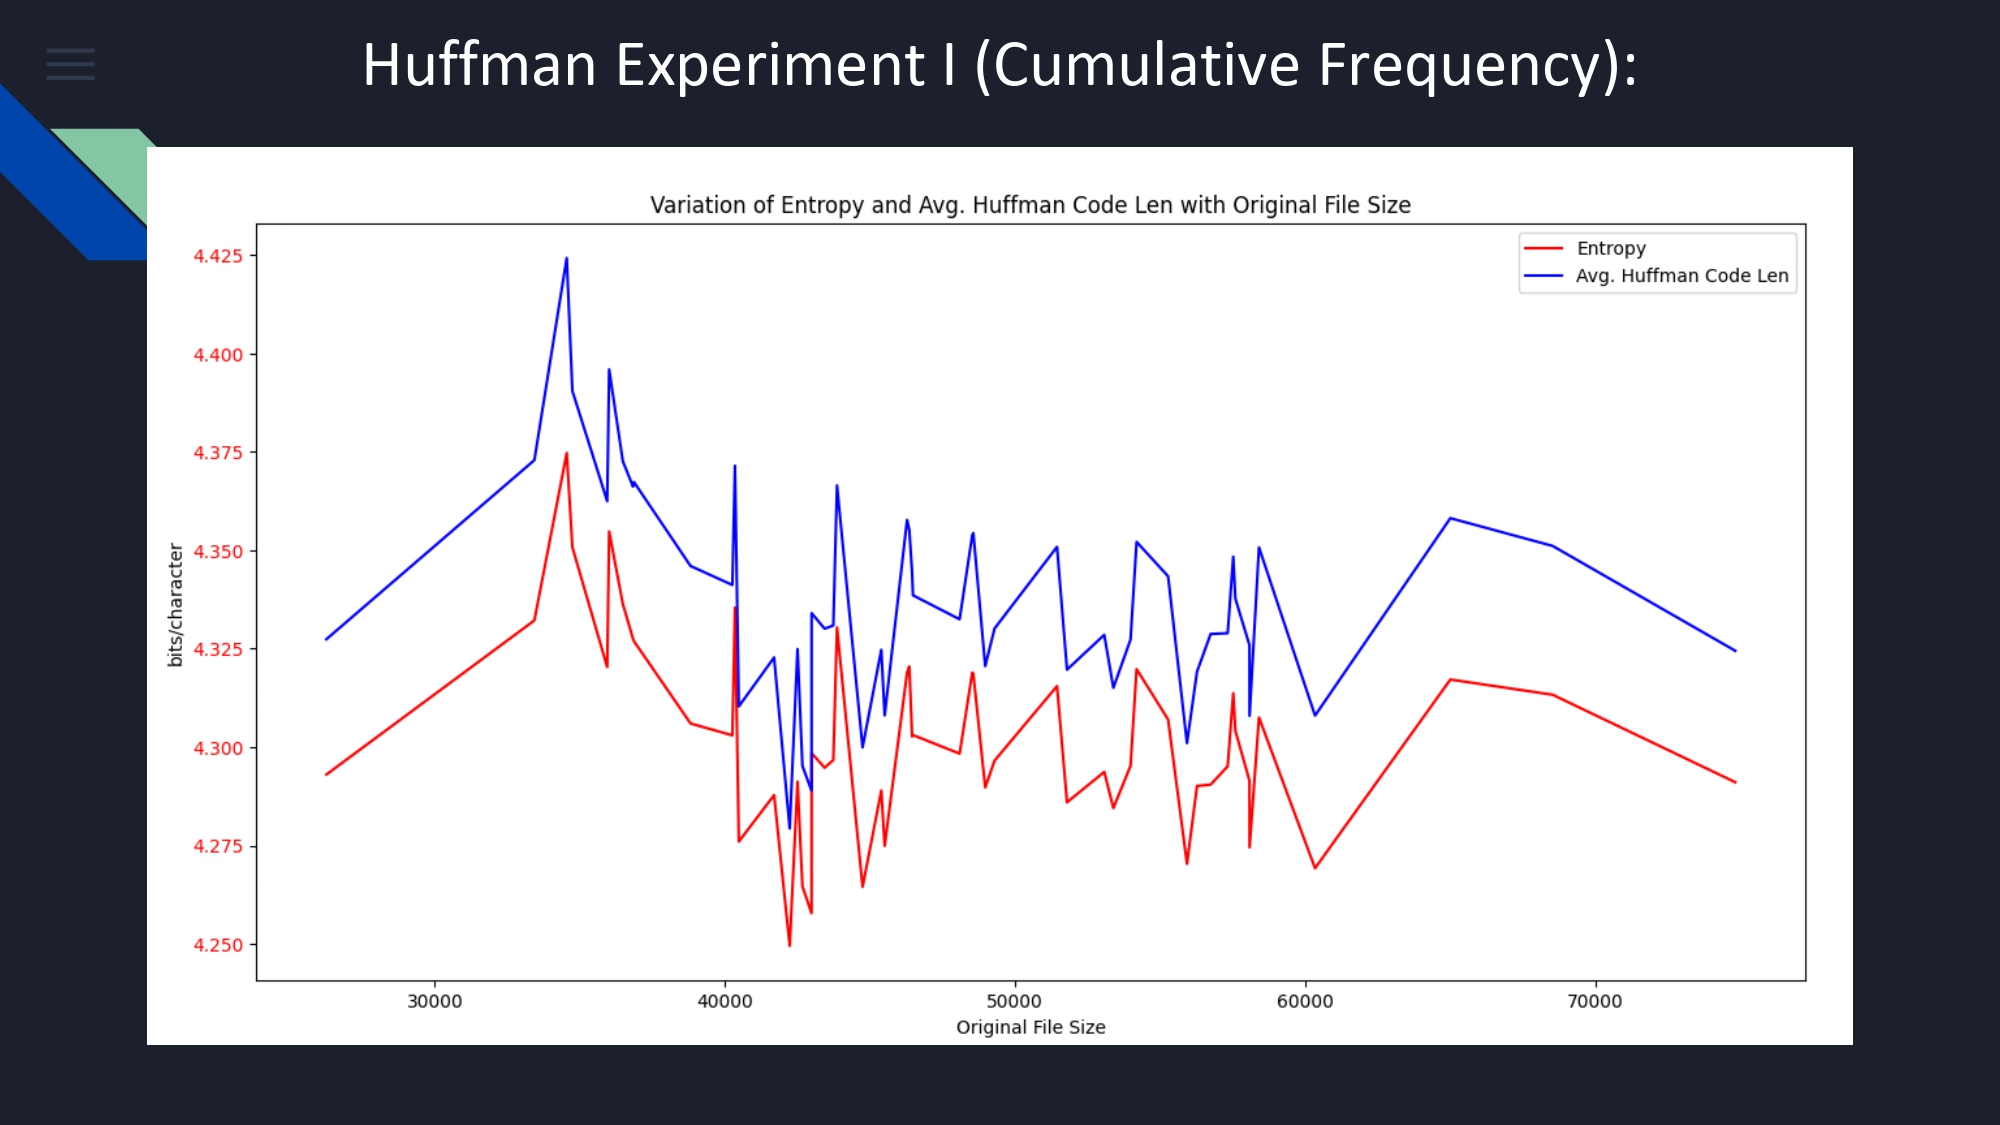 Huffman Experiment I (Cumulative Frequency):
Variation of Entropy and Avg. Huffman Code Len with Original File Size
Entropy
Avg. Huffman Code Len
4.425
4.400
4.375
4.350
4.325
4.300
4.275
4.250
bits/character
30000 40000 50000 60000 70000
Original File Size